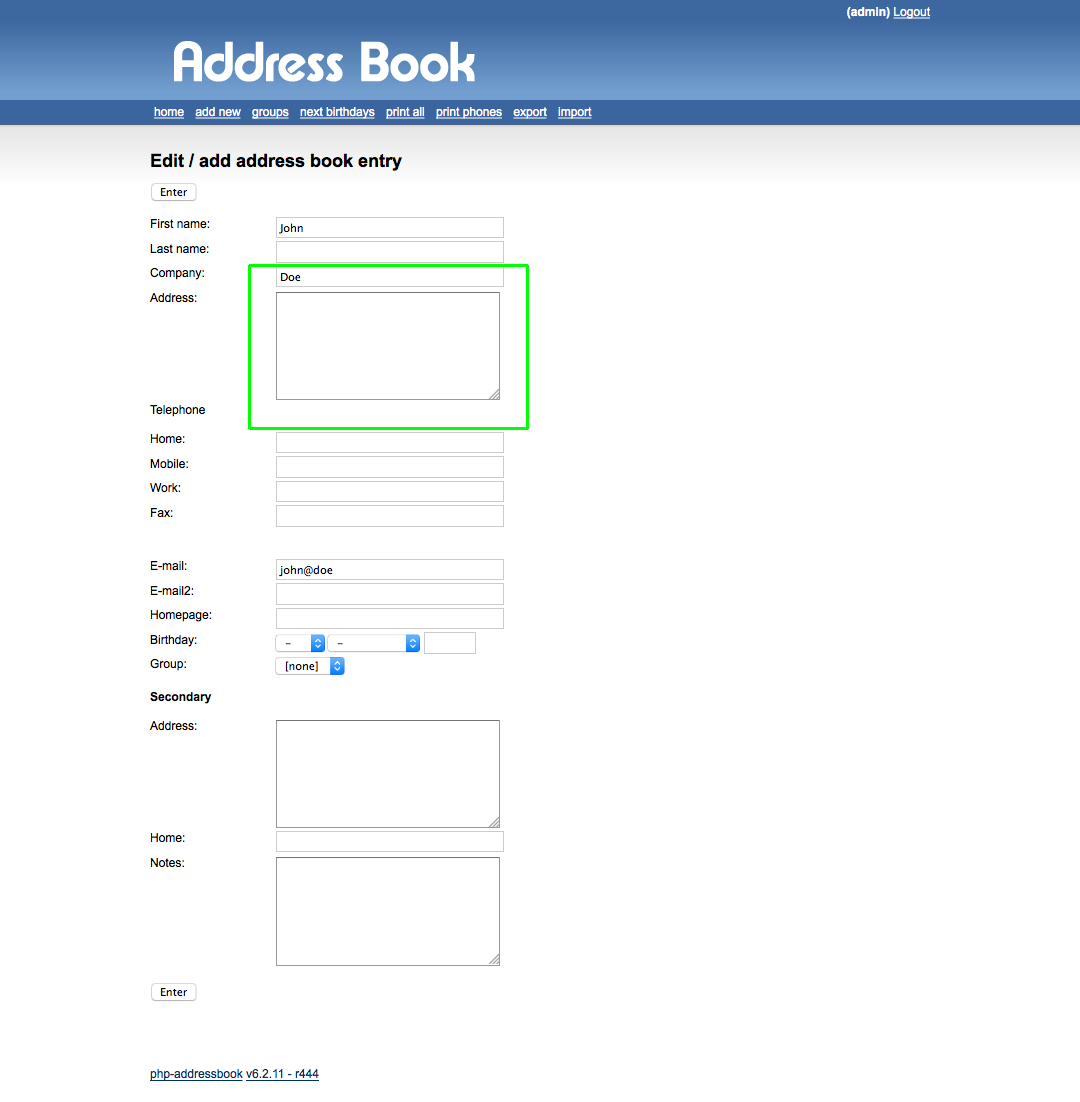 (admin) Logout
Address Book
home add new groups next birthdays print all print phones export import
Edit / add address book entry
Enter
First name: John
Last name:
Company: Doe
Address:
Telephone
Home:
Mobile:
Work:
Fax:
E-mail: john@doe
E-mail2:
Homepage:
Birthday: – –
Group: [none]
Secondary
Address:
Home:
Notes:
Enter
php-addressbook v6.2.11 - r444